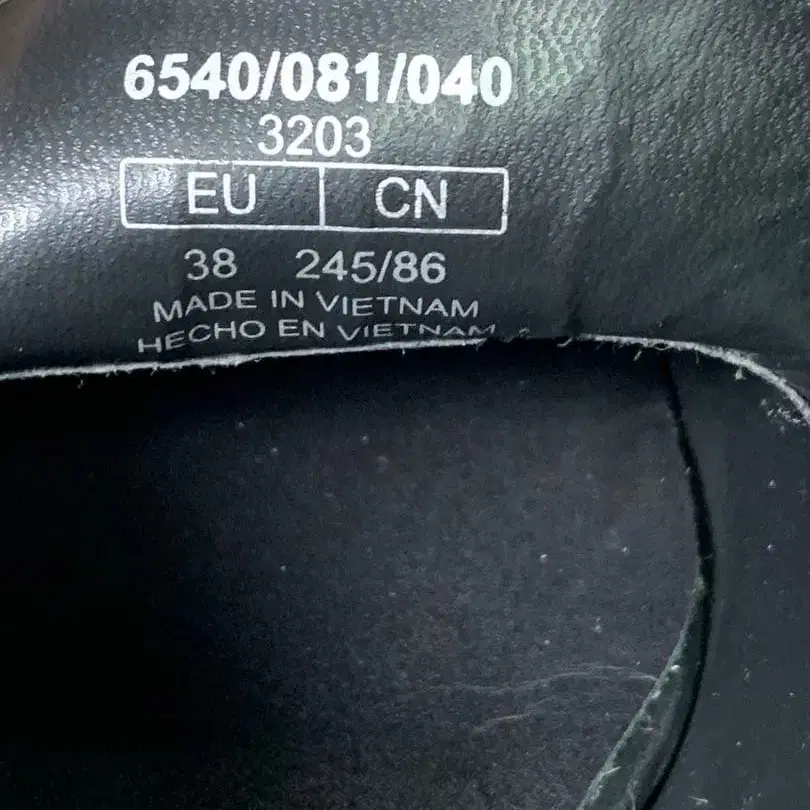 6540/081/040
3203
EU CN
38 245/86
MADE IN VIETNAM
HECHO EN VIETNAM